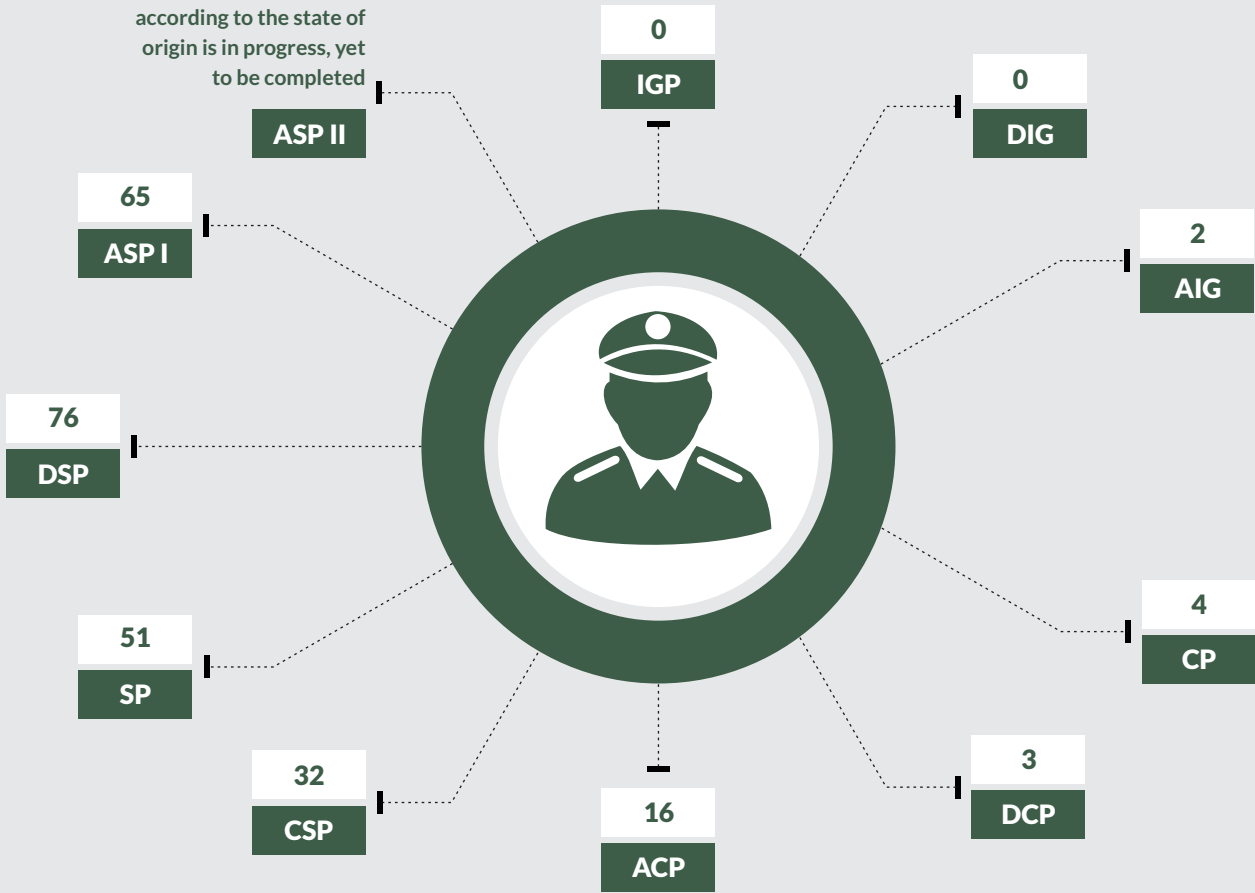 according to the state of
origin is in progress, yet
to be completed
ASP II
0
IGP
0
DIG
2
AIG
4
CP
3
DCP
16
ACP
32
CSP
51
SP
76
DSP
65
ASP I